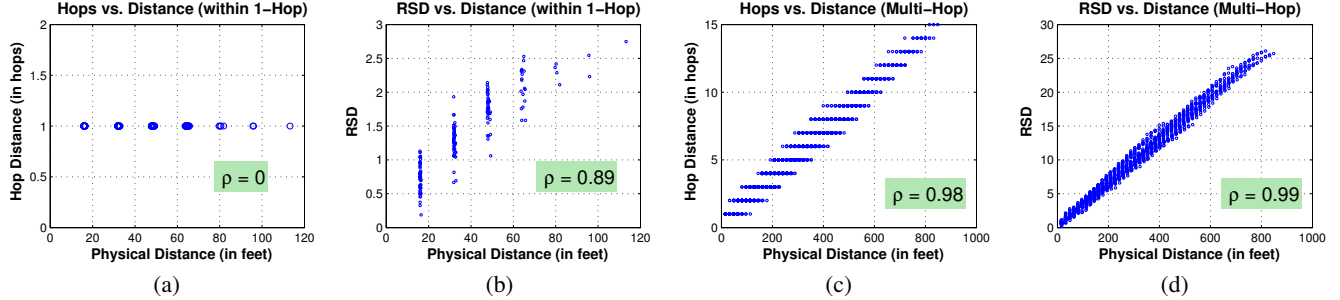 Hops vs. Distance (within 1−Hop)
Hop Distance (in hops)
2
1.5
1
0.5
0
0
20
40
60
80
100
120
ρ = 0
Physical Distance (in feet)
(a)
RSD vs. Distance (within 1−Hop)
RSD
3
2.5
2
1.5
1
0.5
0
0
20
40
60
80
100
120
ρ = 0.89
Physical Distance (in feet)
(b)
Hops vs. Distance (Multi−Hop)
Hop Distance (in hops)
15
10
5
0
0
200
400
600
800
1000
ρ = 0.98
Physical Distance (in feet)
(c)
RSD vs. Distance (Multi−Hop)
RSD
30
25
20
15
10
5
0
0
200
400
600
800
1000
ρ = 0.99
Physical Distance (in feet)
(d)